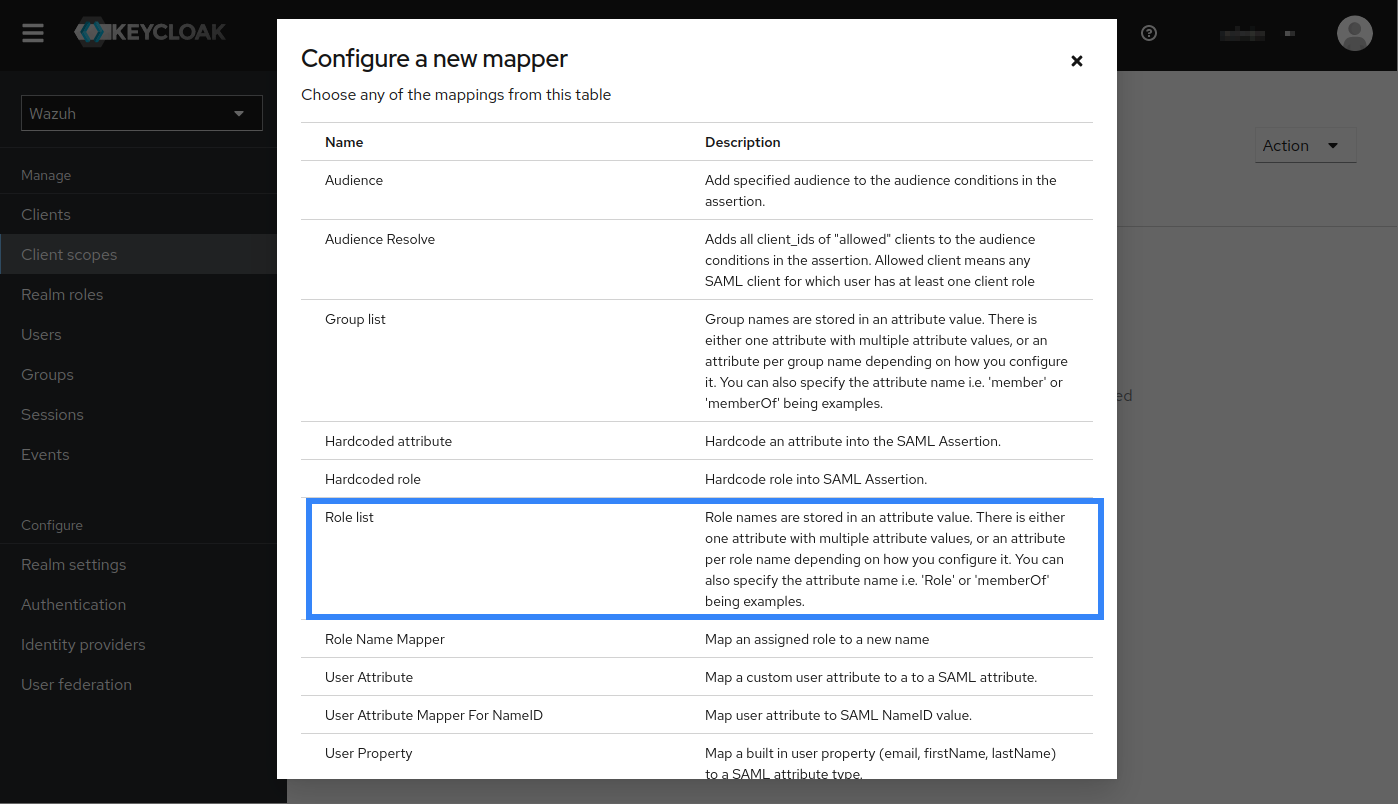 KEYCLOAK
Wazuh
Manage
Clients
Client scopes
Realm roles
Users
Groups
Sessions
Events
Configure
Realm settings
Authentication
Identity providers
User federation
Configure a new mapper
Choose any of the mappings from this table
Name Description
Audience Add specified audience to the audience conditions in the
assertion.
Audience Resolve Adds all client_ids of "allowed" clients to the audience
conditions in the assertion. Allowed client means any
SAML client for which user has at least one client role
Group list Group names are stored in an attribute value. There is
either one attribute with multiple attribute values, or an
attribute per group name depending on how you configure
it. You can also specify the attribute name i.e. 'member' or
'memberOf' being examples.
Hardcoded attribute Hardcode an attribute into the SAML Assertion.
Hardcoded role Hardcode role into SAML Assertion.
Role list Role names are stored in an attribute value. There is either
one attribute with multiple attribute values, or an attribute
per role name depending on how you configure it. You can
also specify the attribute name i.e. 'Role' or 'memberOf'
being examples.
Role Name Mapper Map an assigned role to a new name
User Attribute Map a custom user attribute to a to a SAML attribute.
User Attribute Mapper For NameID Map user attribute to SAML NameID value.
User Property Map a built in user property (email, firstName, lastName)
to a SAML attribute type.
Action